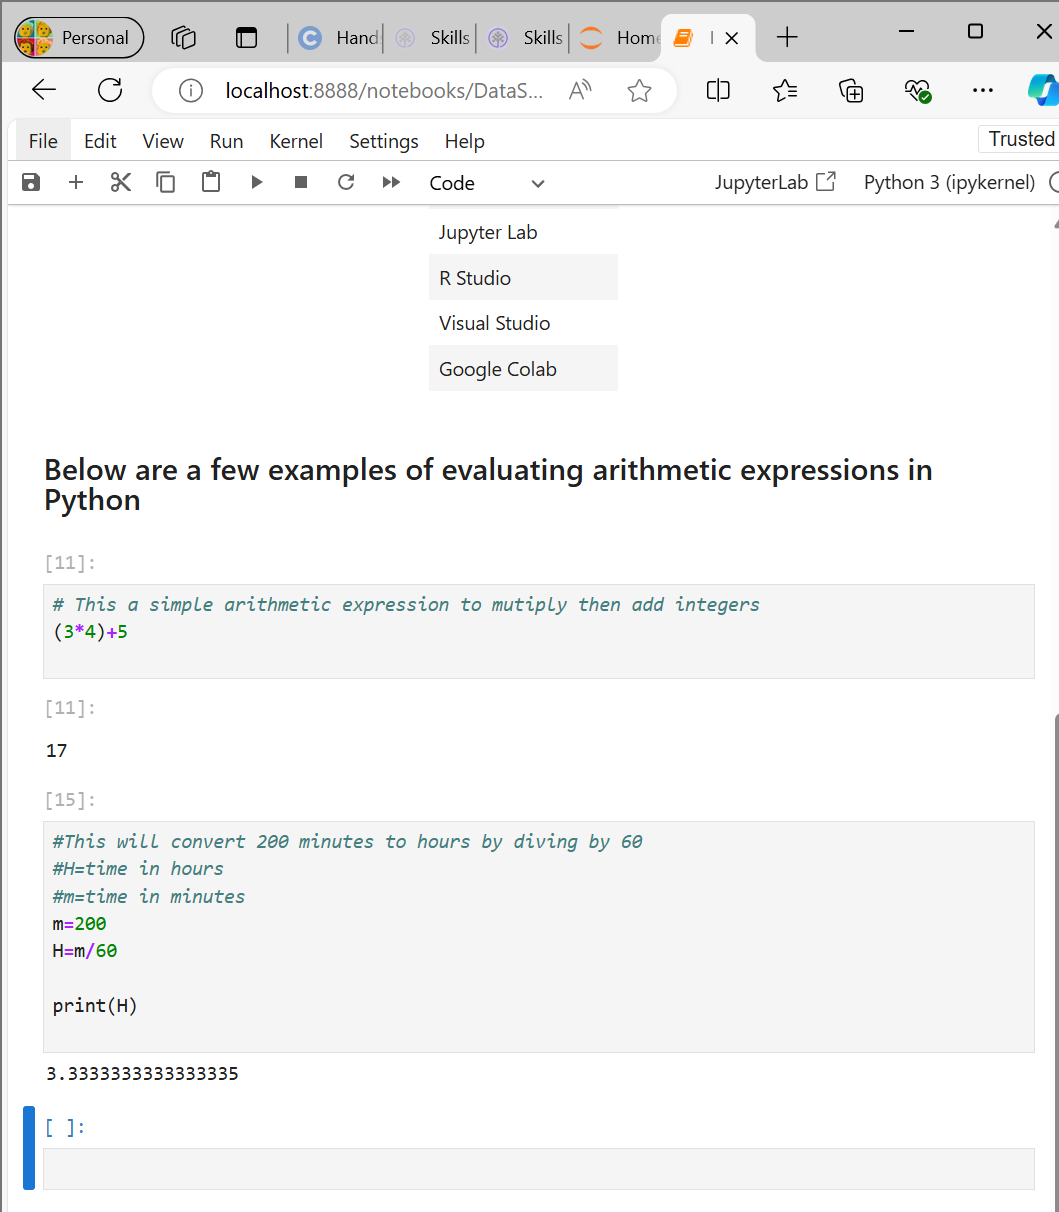 Personal
Hand
Skills
Skills
Home
localhost:8888/notebooks/DataS...
File Edit View Run Kernel Settings Help
Trusted
Code
JupyterLab
Python 3 (ipykernel)
Jupyter Lab
R Studio
Visual Studio
Google Colab
Below are a few examples of evaluating arithmetic expressions in
Python
[11]:
# This a simple arithmetic expression to mutiply then add integers
(3*4)+5
[11]:
17
[15]:
#This will convert 200 minutes to hours by diving by 60
#H=time in hours
#m=time in minutes
m=200
H=m/60
print(H)
3.3333333333333335
[ ]: